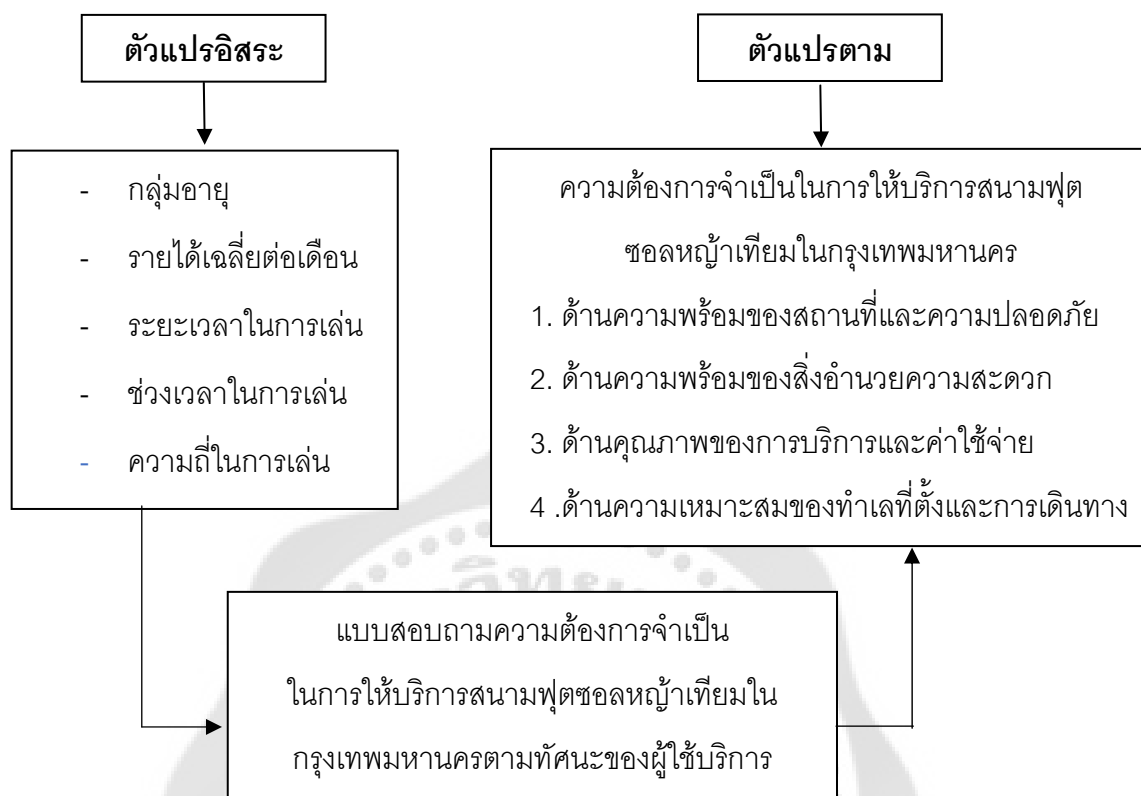 ตัวแปรอิสระ
- กลุ่มอายุ
- รายได้เฉลี่ยต่อเดือน
- ระยะเวลาในการเล่น
- ช่วงเวลาในการเล่น
- ความถี่ในการเล่น
ตัวแปรตาม
ความต้องการจำเป็นในการให้บริการสนามฟุต
ซอลหญ้าเทียมในกรุงเทพมหานคร
1. ด้านความพร้อมของสถานที่และความปลอดภัย
2. ด้านความพร้อมของสิ่งอำนวยความสะดวก
3. ด้านคุณภาพของการบริการและค่าใช้จ่าย
4 .ด้านความเหมาะสมของทำเลที่ตั้งและการเดินทาง
แบบสอบถามความต้องการจำเป็น
ในการให้บริการสนามฟุตซอลหญ้าเทียมใน
กรุงเทพมหานครตามทัศนะของผู้ใช้บริการ